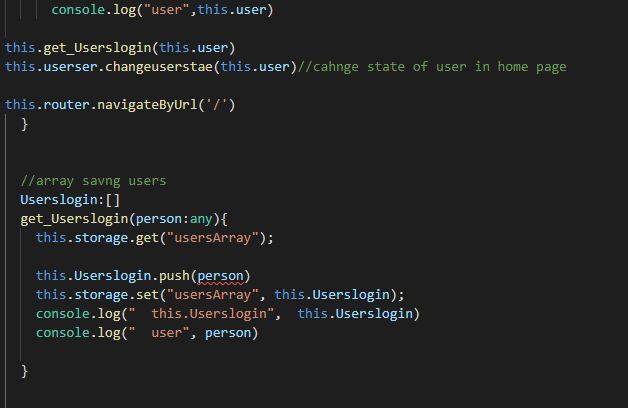 console.log("user",this.user)
this.get_Userslogin(this.user)
this.userser.changeuserstae(this.user)//cahnge state of user in home page
this.router.navigateByUrl('/')
}
//array savng users
Userslogin:[]
get_Userslogin(person:any){
this.storage.get("usersArray");
this.Userslogin.push(person)
this.storage.set("usersArray", this.Userslogin);
console.log("  this.Userslogin",  this.Userslogin)
console.log("  user", person)
}